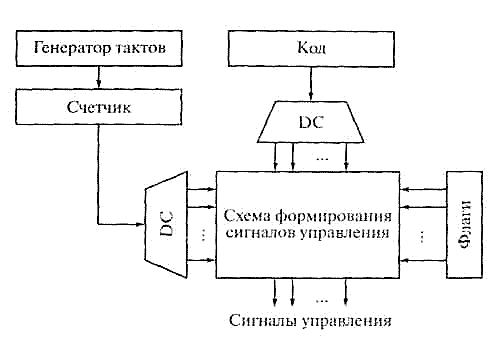 Генератор тактов
Код
Счетчик
DC
...
DC
...
Схема формирования
сигналов управления
...
Флаги
...
Сигналы управления